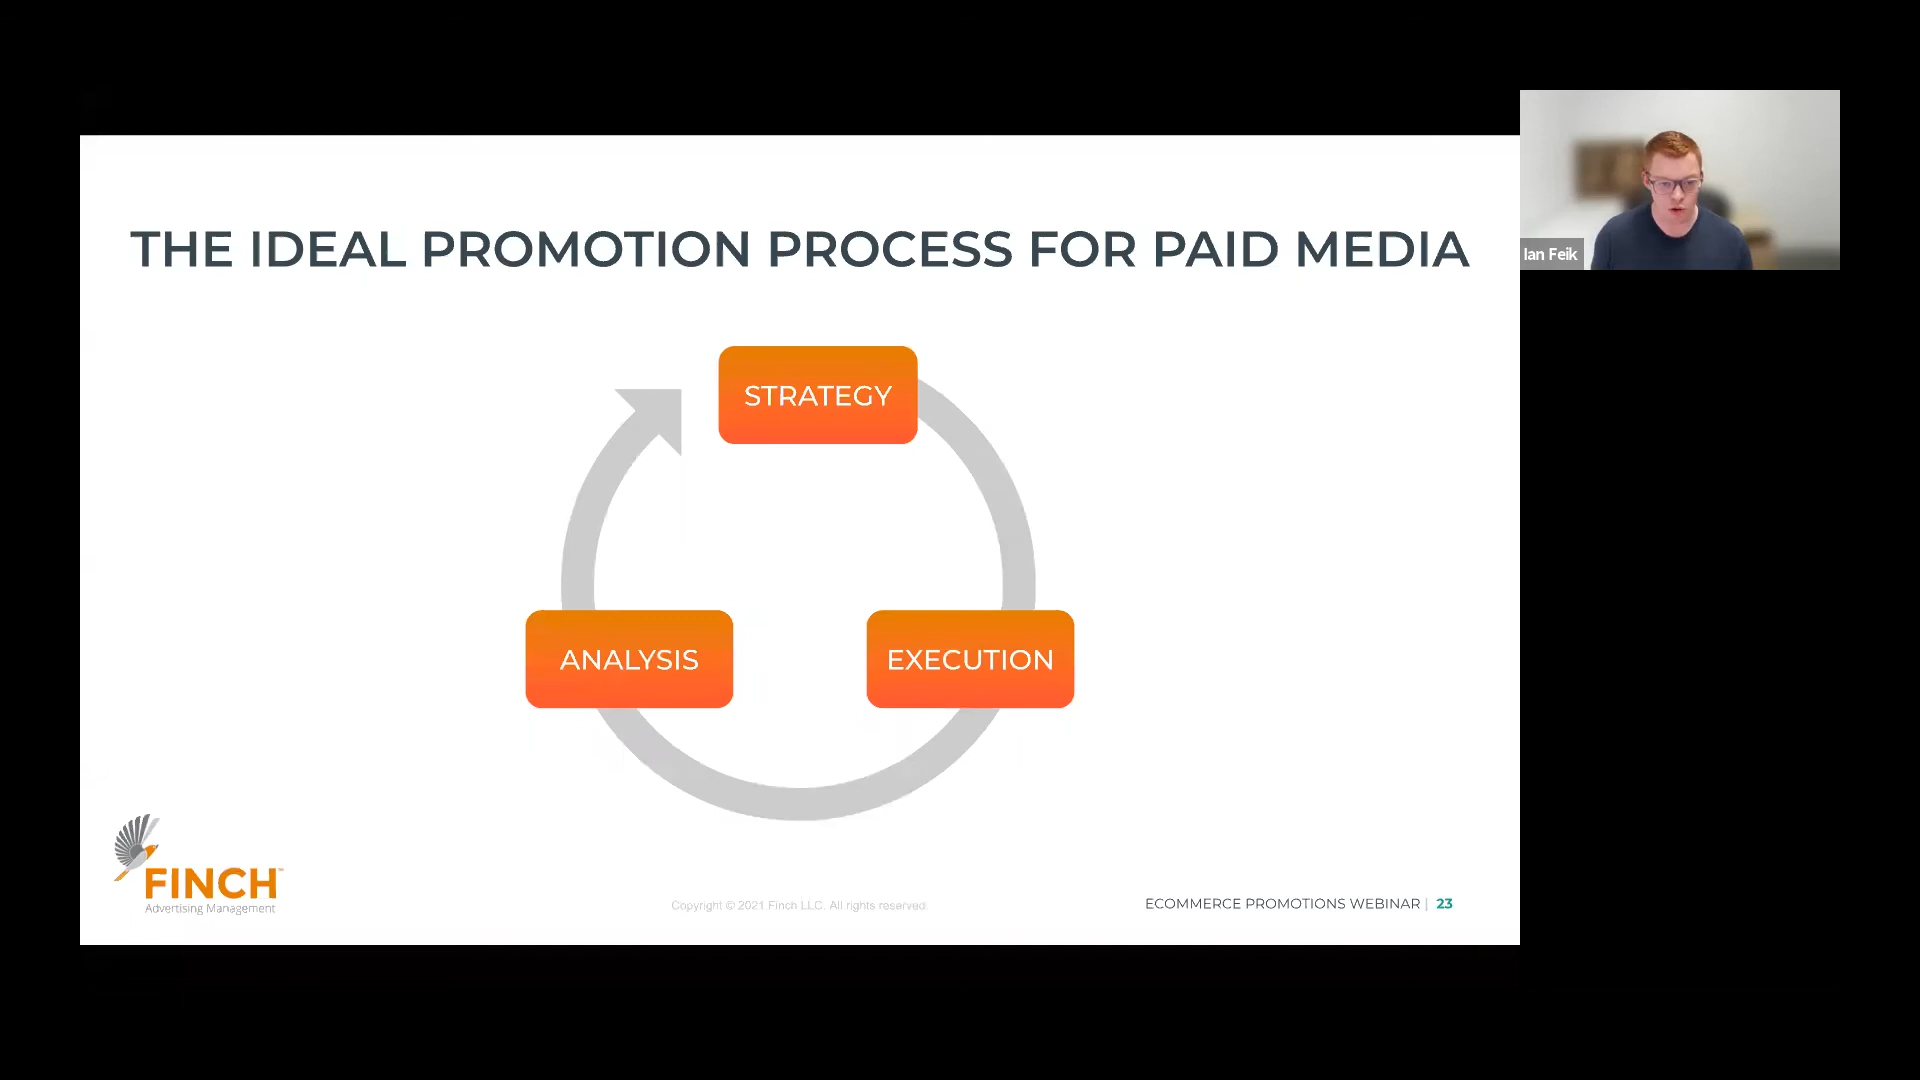 THE IDEAL PROMOTION PROCESS FOR PAID MEDIA
Ian Feik
STRATEGY
ANALYSIS
EXECUTION
FINCH™
Advertising Management
Copyright © 2021 Finch LLC. All rights reserved.
ECOMMERCE PROMOTIONS WEBINAR | 23